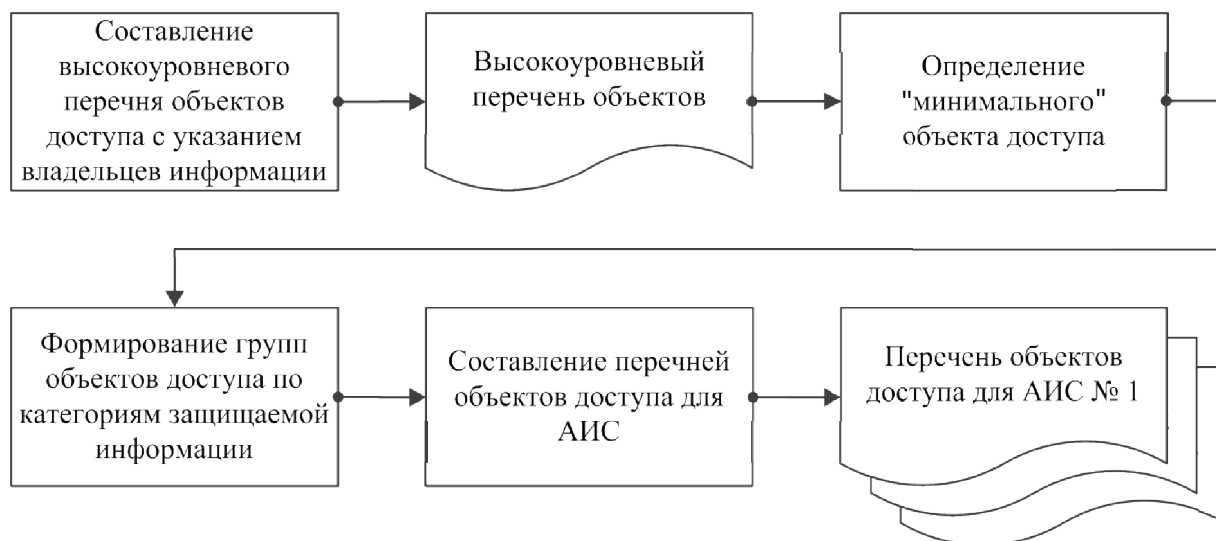 Составление
высокоуровневого
перечня объектов
доступа с указанием
владельцев информации
Высокоуровневый
перечень объектов
Определение
"минимального"
объекта доступа
Формирование групп
объектов доступа по
категориям защищаемой
информации
Составление перечней
объектов доступа для
АИС
Перечень объектов
доступа для АИС № 1